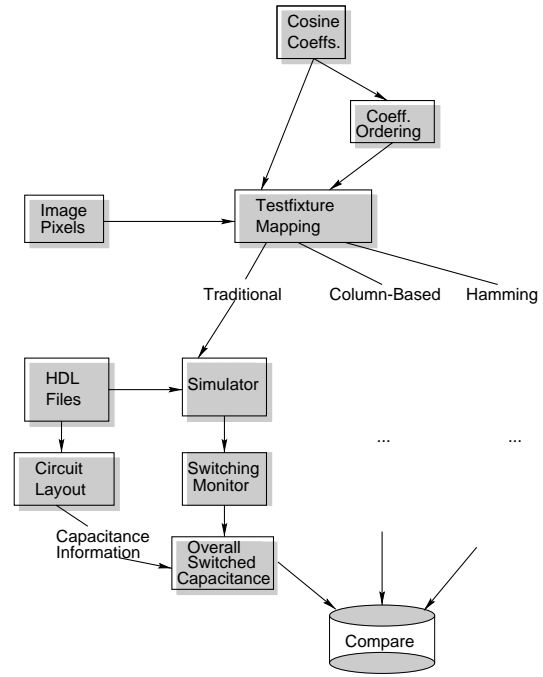 Cosine
Coeffs.
Coeff.
Ordering
Image
Pixels
Testfixture
Mapping
Traditional
Column-Based
Hamming
HDL
Files
Simulator
...
...
Circuit
Layout
Switching
Monitor
Capacitance
Information
Overall
Switched
Capacitance
Compare